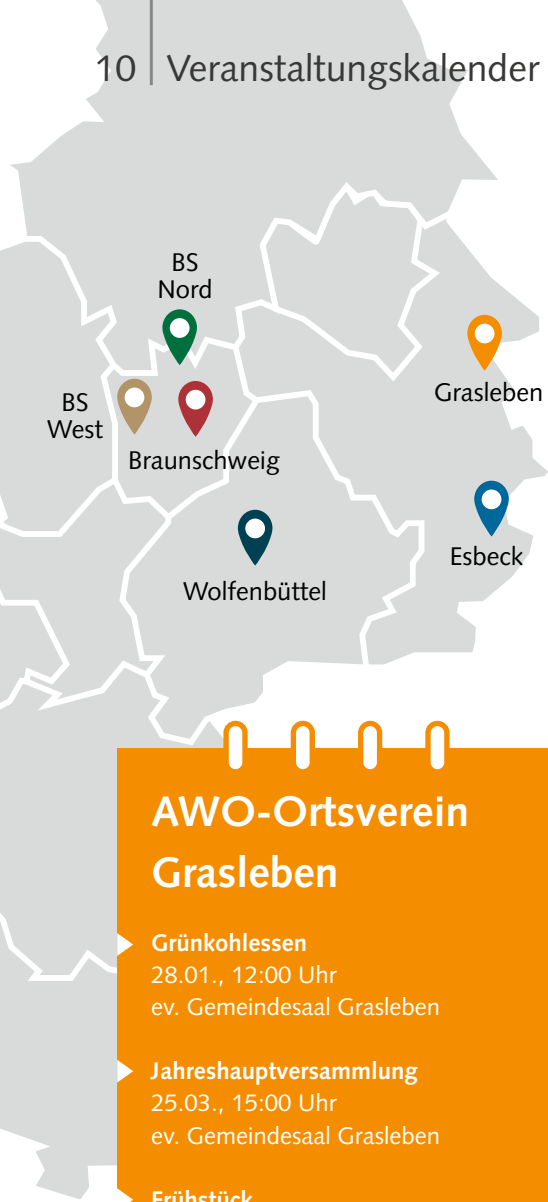 10 Veranstaltungskalender
BS
Nord
Grasleben
BS
West
Braunschweig
Esbeck
Wolfenbüttel
AWO-Ortsverein
Grasleben
Grünkohlessen
28.01., 12:00 Uhr
ev. Gemeindesaal Grasleben
Jahreshauptversammlung
25.03., 15:00 Uhr
ev. Gemeindesaal Grasleben
Frühstück